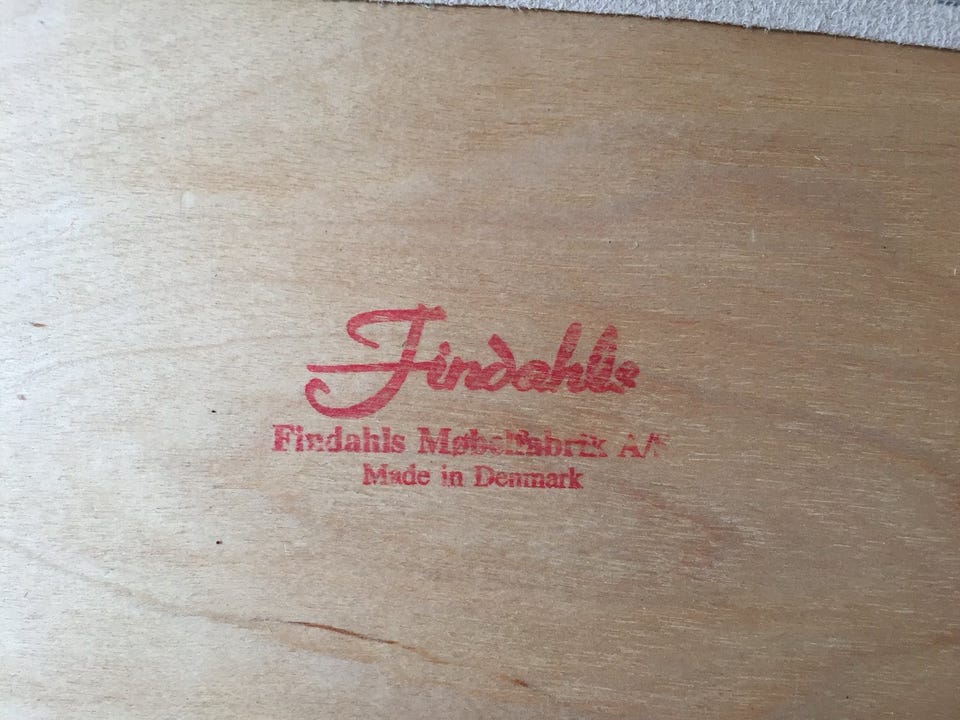 Findahls
Findahls Møbelfabrik A/S
Made in Denmark